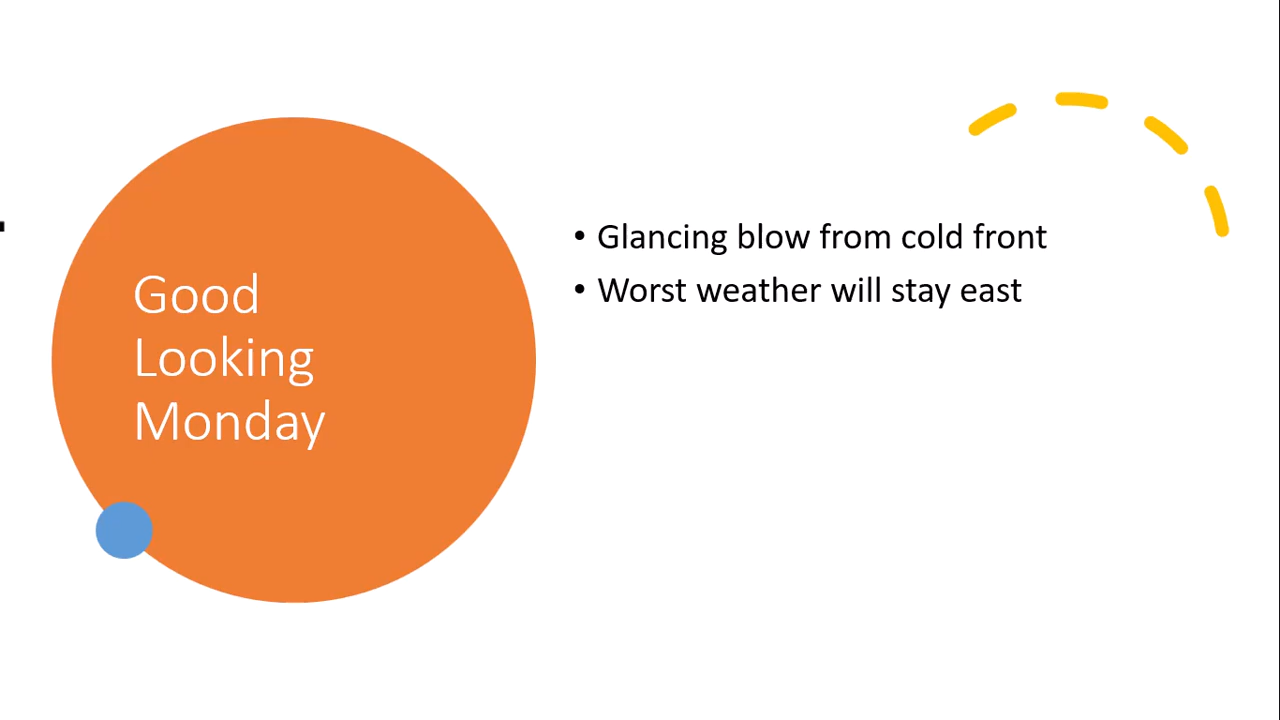 Good
Looking
Monday
• Glancing blow from cold front
• Worst weather will stay east